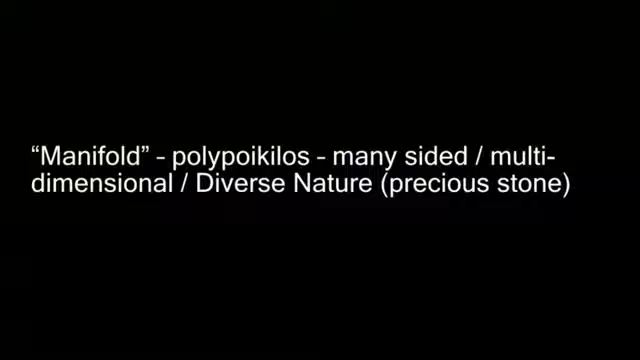 “Manifold” – polypoikilos – many sided / multi-
dimensional / Diverse Nature (precious stone)